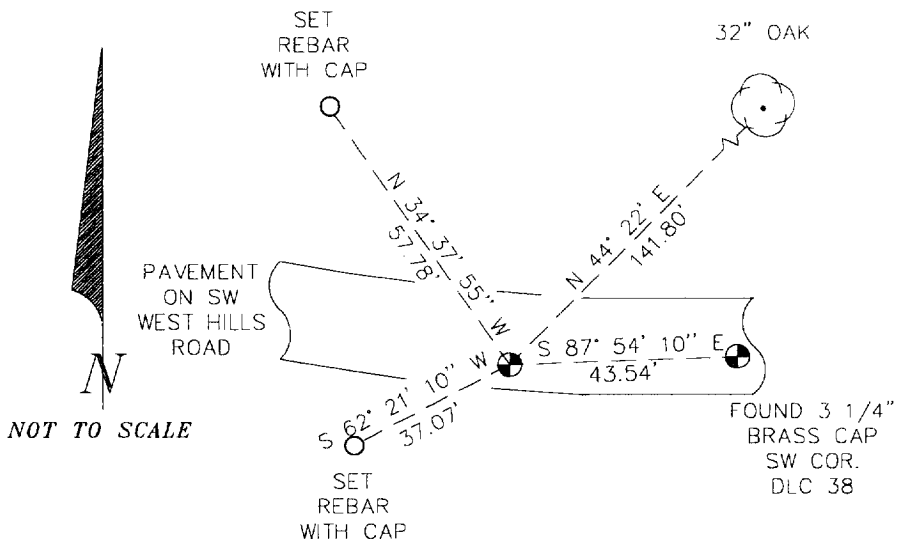 SET
REBAR
WITH CAP
32" OAK
N 34° 37' 55" W
57.78'
N 44° 22' E
141.80'
PAVEMENT
ON SW
WEST HILLS
ROAD
S 87° 54' 10" E
43.54'
S 62° 21' 10" W
37.07'
N
NOT TO SCALE
FOUND 3 1/4"
BRASS CAP
SW COR.
DLC 38
SET
REBAR
WITH CAP